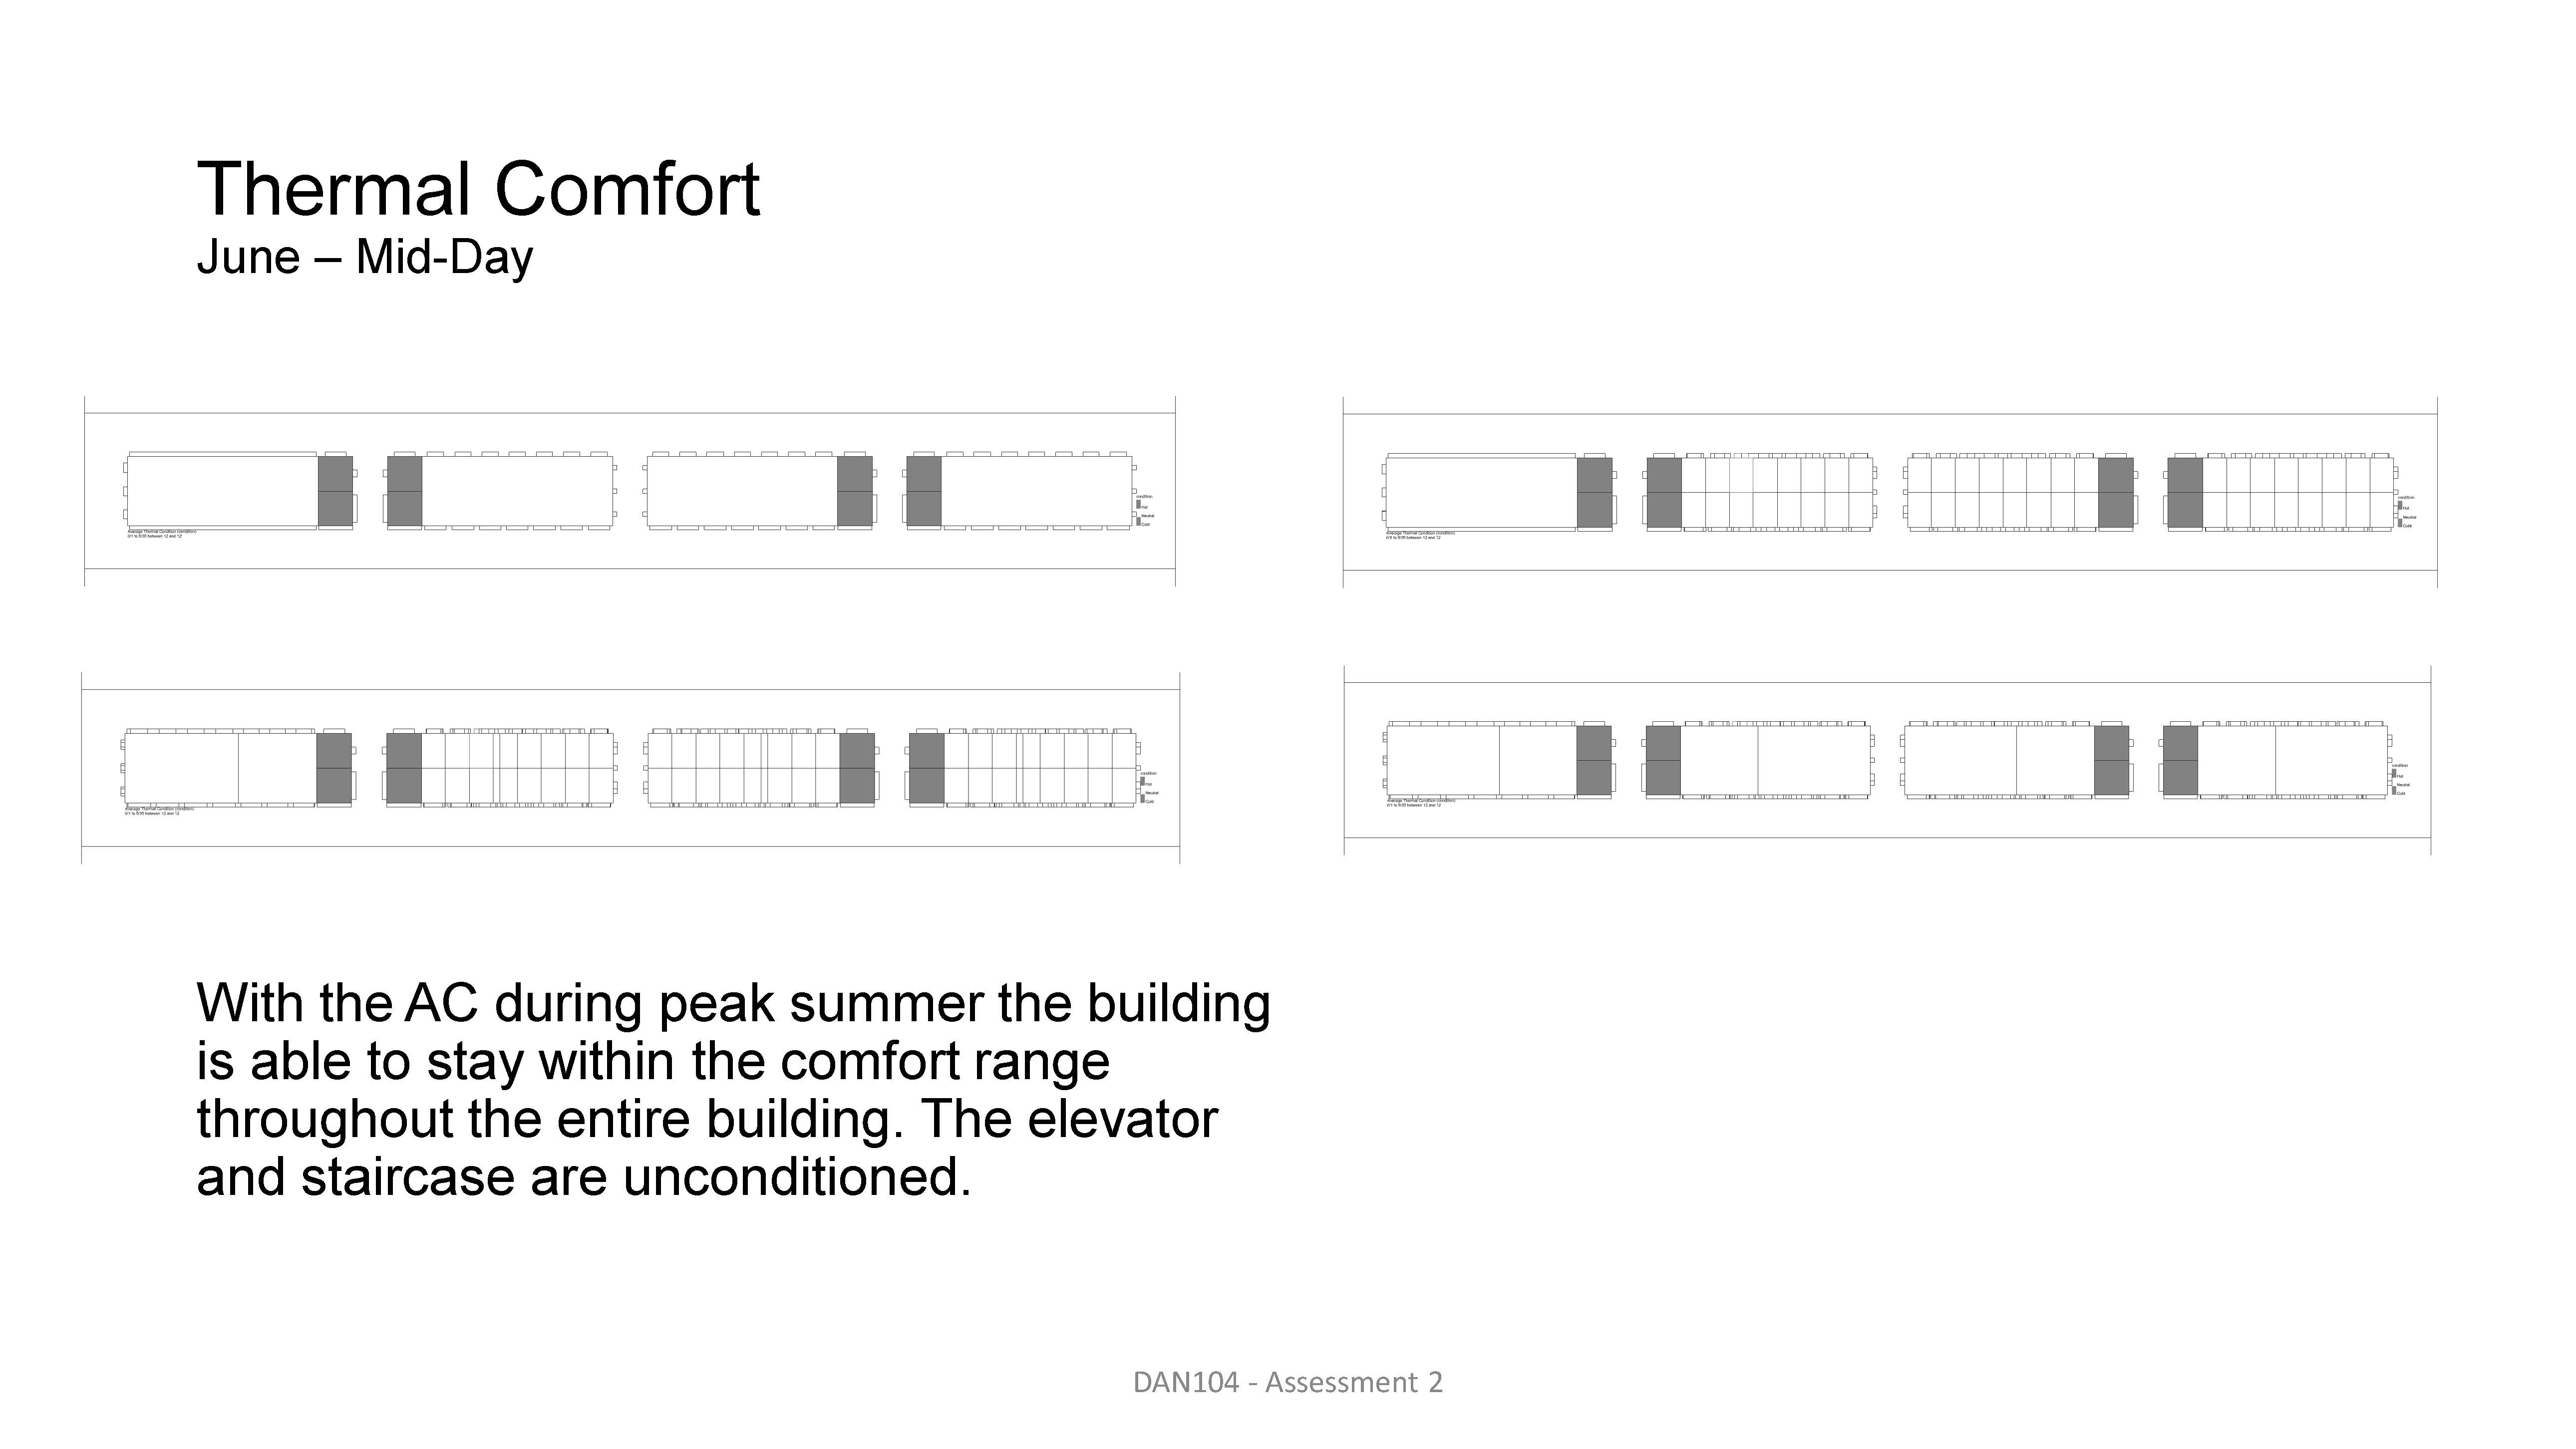 Thermal Comfort
June – Mid-Day
condition
Hot
Neutral
Cold
Average Thermal Condition (condition)
6/1 to 6/30 between 12 and 12
condition
Hot
Neutral
Cold
Average Thermal Condition (condition)
6/1 to 6/30 between 12 and 12
condition
Hot
Neutral
Cold
Average Thermal Condition (condition)
6/1 to 6/30 between 12 and 12
condition
Hot
Neutral
Cold
Average Thermal Condition (condition)
6/1 to 6/30 between 12 and 12
With the AC during peak summer the building
is able to stay within the comfort range
throughout the entire building. The elevator
and staircase are unconditioned.
DAN104 - Assessment 2